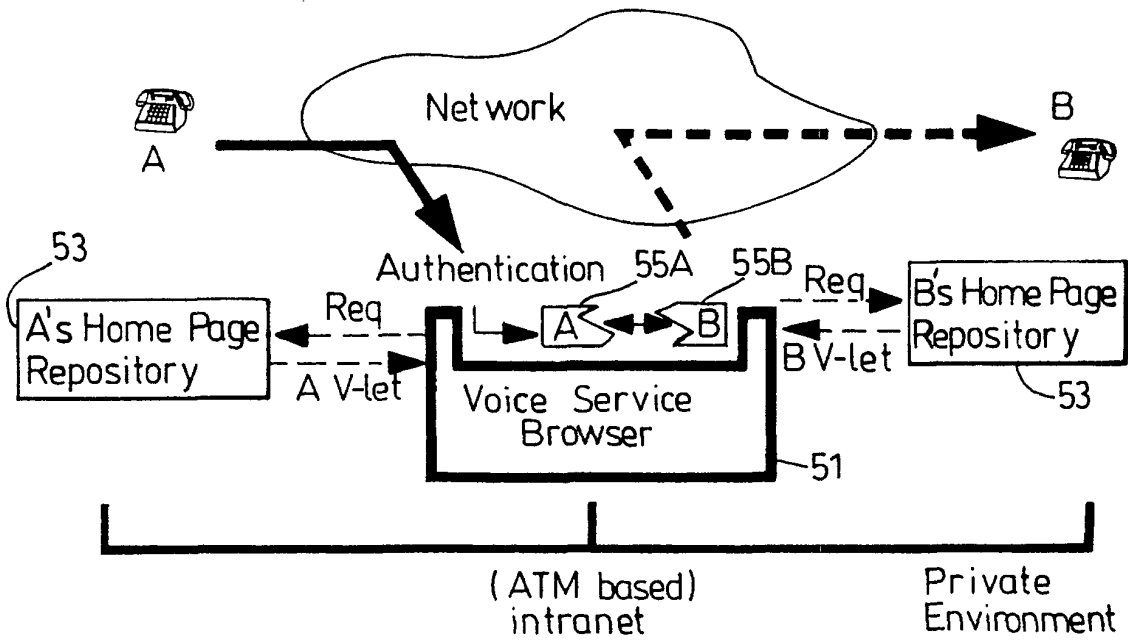 Network
A
B
53
Authentication
55A
55B
Req
B's Home Page
Repository
A's Home Page
Repository
Req
A
B
A V-let
B V-let
53
Voice Service
Browser
51
(ATM based)
intranet
Private
Environment